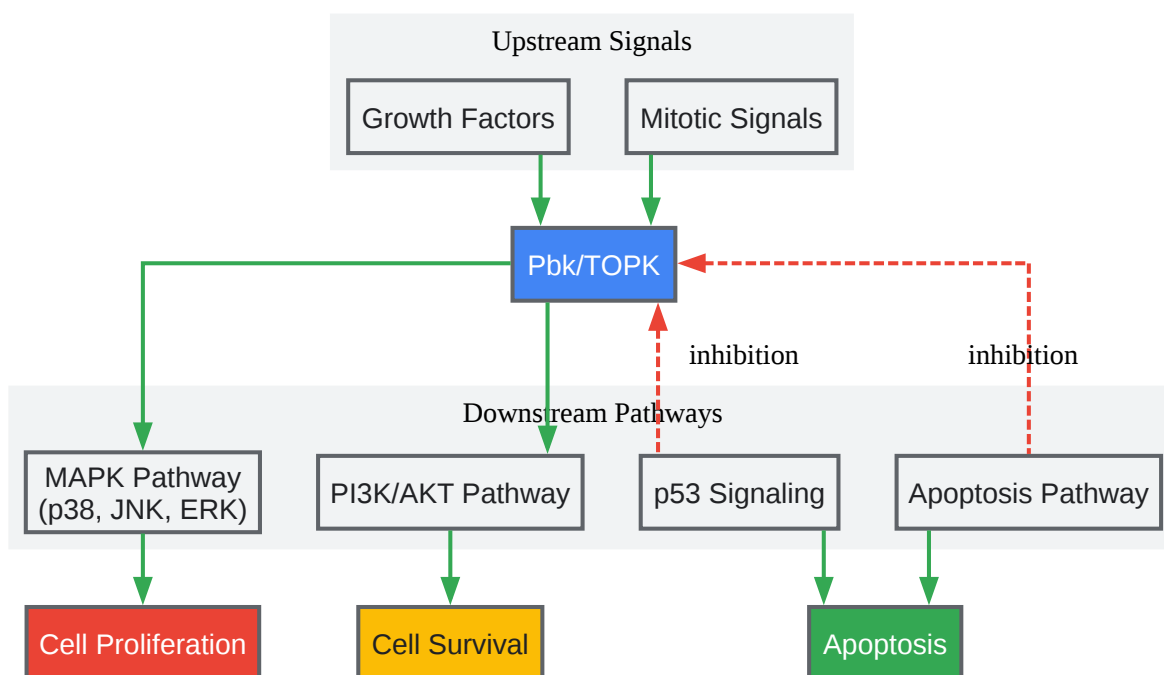 Upstream Signals
Growth Factors
Mitotic Signals
Pbk/TOPK
inhibition
inhibition
Downstream Pathways
MAPK Pathway
(p38, JNK, ERK)
PI3K/AKT Pathway
p53 Signaling
Apoptosis Pathway
Cell Proliferation
Cell Survival
Apoptosis